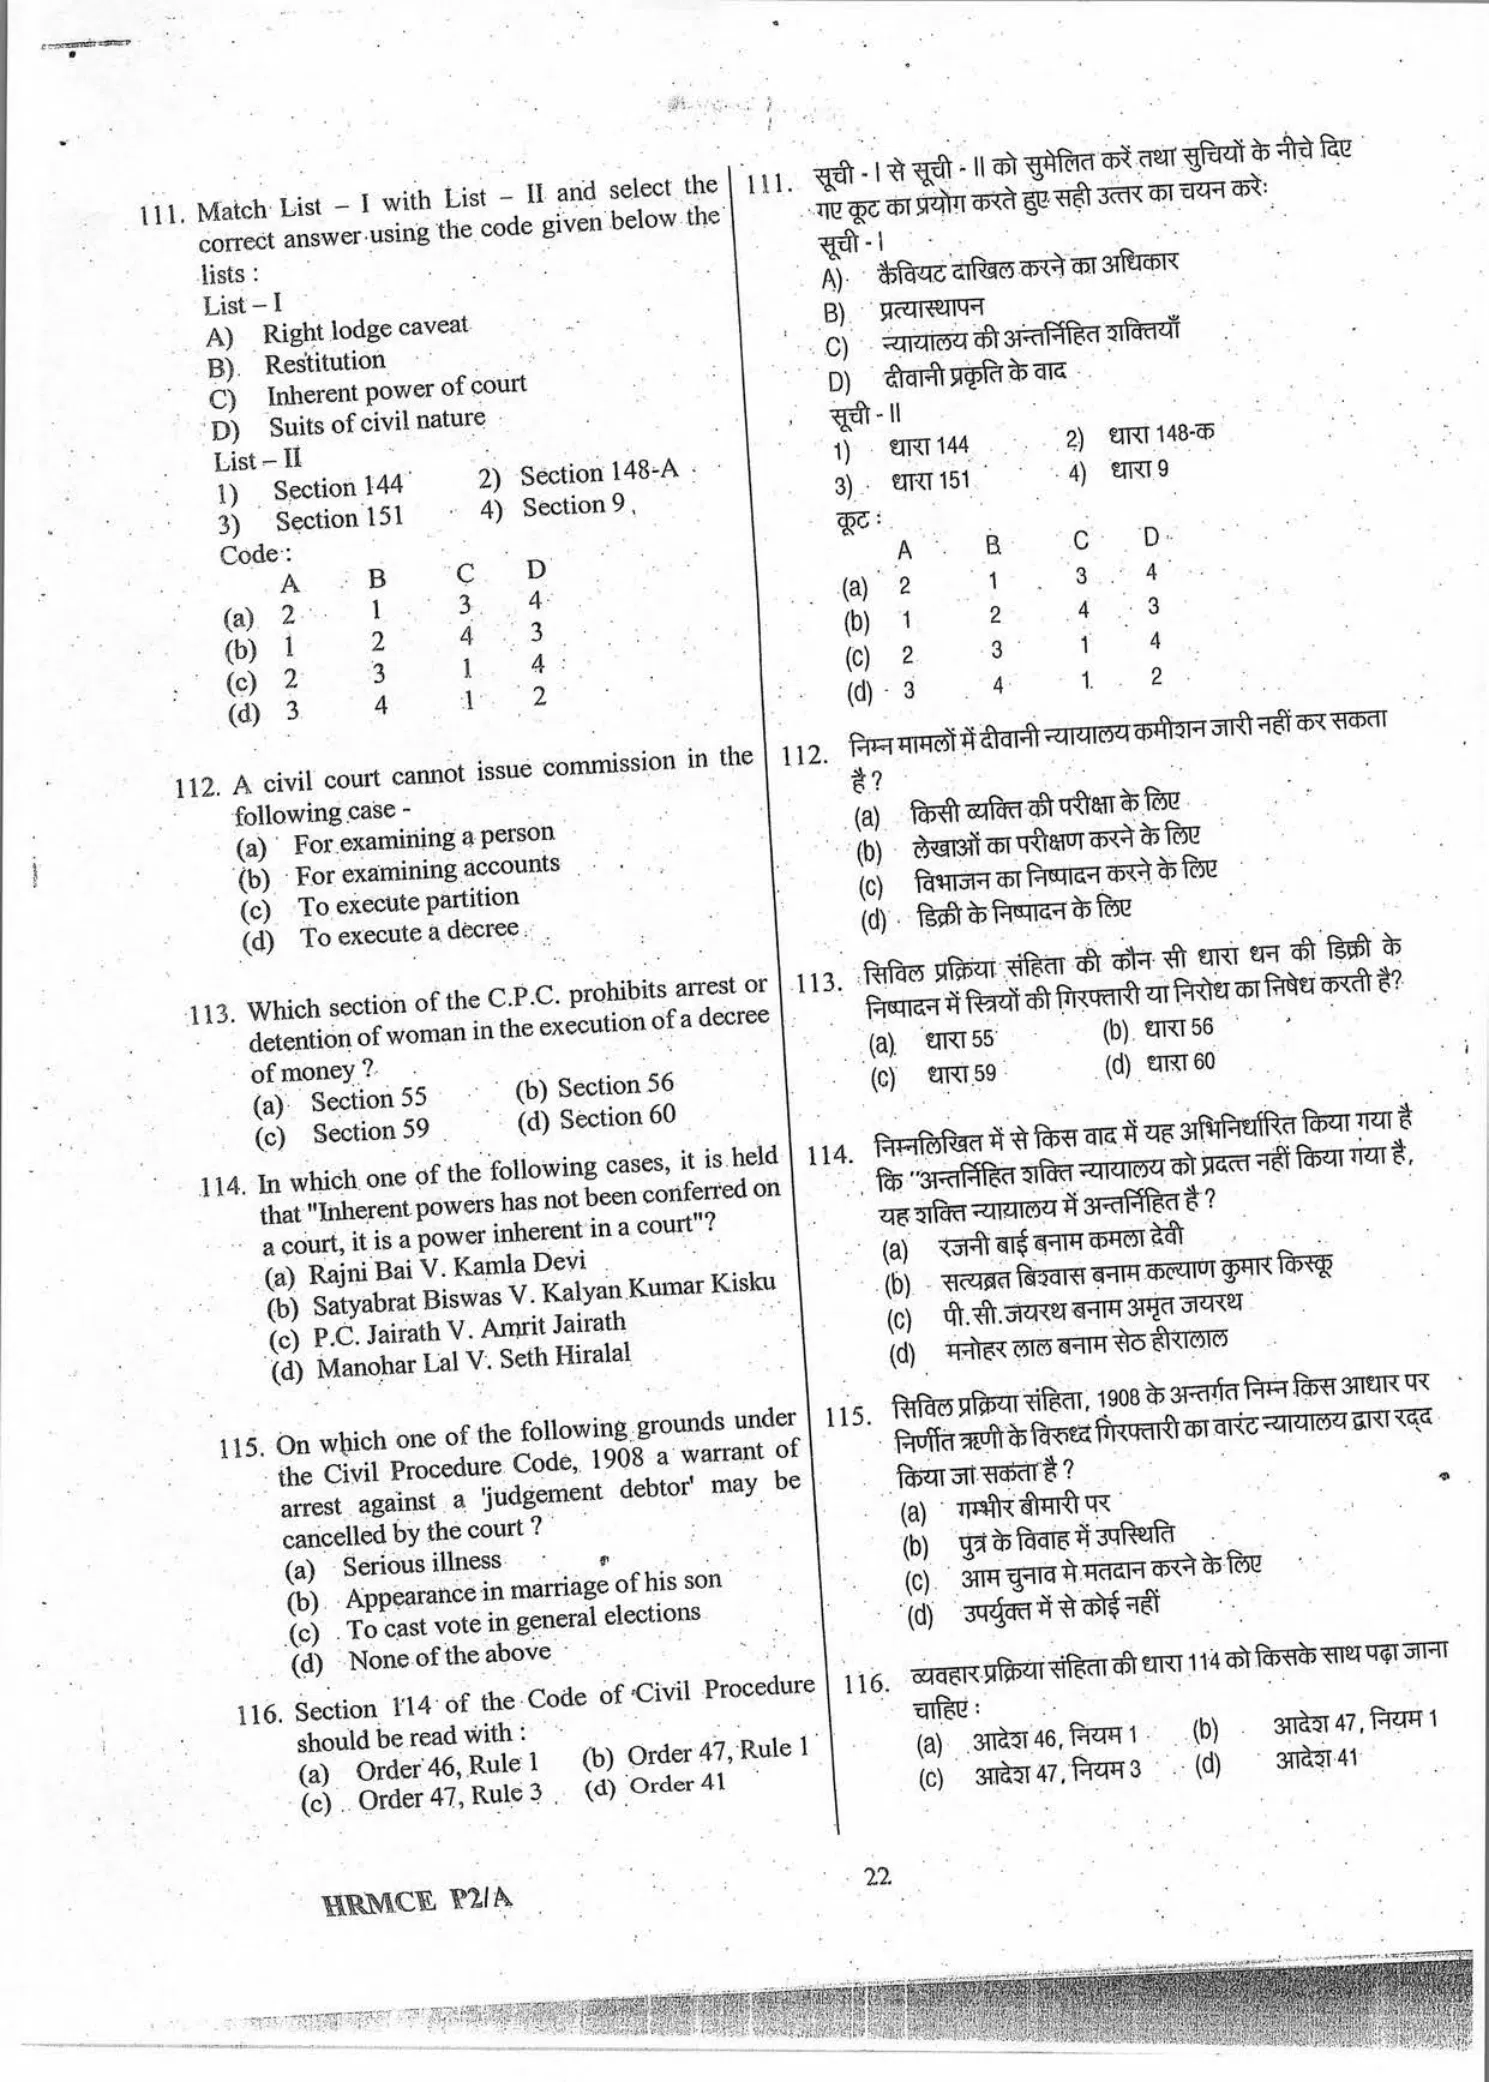 111. Match List – I with List – II and select the
correct answer using the code given below the
lists :
List – I
A) Right lodge caveat
B) Restitution
C) Inherent power of court
D) Suits of civil nature
List – II
1) Section 144 2) Section 148-A
3) Section 151 4) Section 9
Code :
A B C D
(a) 2 1 3 4
(b) 1 2 4 3
(c) 2 3 1 4
(d) 3 4 1 2
112. A civil court cannot issue commission in the
following case -
(a) For examining a person
(b) For examining accounts
(c) To execute partition
(d) To execute a decree
113. Which section of the C.P.C. prohibits arrest or
detention of woman in the execution of a decree
of money ?
(a) Section 55 (b) Section 56
(c) Section 59 (d) Section 60
114. In which one of the following cases, it is held
that "Inherent powers has not been conferred on
a court, it is a power inherent in a court"?
(a) Rajni Bai V. Kamla Devi
(b) Satyabrat Biswas V. Kalyan Kumar Kisku
(c) P.C. Jairath V. Amrit Jairath
(d) Manohar Lal V. Seth Hiralal
115. On which one of the following grounds under
the Civil Procedure Code, 1908 a warrant of
arrest against a 'judgement debtor' may be
cancelled by the court ?
(a) Serious illness
(b) Appearance in marriage of his son
(c) To cast vote in general elections
(d) None of the above
116. Section 114 of the Code of Civil Procedure
should be read with :
(a) Order 46, Rule 1 (b) Order 47, Rule 1
(c) Order 47, Rule 3 (d) Order 41
111. सूची - I से सूची - II को सुमेलित करें तथा सुचियों के नीचे दिए
गए कूट का प्रयोग करते हुए सही उत्तर का चयन करेः
सूची - I
A) कैवियट दाखिल करने का अधिकार
B) प्रत्यास्थापन
C) न्यायालय की अन्तर्निहित शक्तियाँ
D) दीवानी प्रकृति के वाद
सूची - II
1) धारा 144 2) धारा 148-क
3) धारा 151 4) धारा 9
कूट :
A B C D
(a) 2 1 3 4
(b) 1 2 4 3
(c) 2 3 1 4
(d) 3 4 1 2
112. निम्न मामलों में दीवानी न्यायालय कमीशन जारी नहीं कर सकता
है ?
(a) किसी व्यक्ति की परीक्षा के लिए
(b) लेखाओं का परीक्षण करने के लिए
(c) विभाजन का निष्पादन करने के लिए
(d) डिक्री के निष्पादन के लिए
113. सिविल प्रक्रिया संहिता की कौन सी धारा धन की डिक्री के
निष्पादन में स्त्रियों की गिरफ्तारी या निरोध का निषेध करती है?
(a) धारा 55 (b) धारा 56
(c) धारा 59 (d) धारा 60
114. निम्नलिखित में से किस वाद में यह अभिनिर्धारित किया गया है
कि "अन्तर्निहित शक्ति न्यायालय को प्रदत्त नहीं किया गया है,
यह शक्ति न्यायालय में अन्तर्निहित है ?
(a) रजनी बाई बनाम कमला देवी
(b) सत्यब्रत बिश्वास बनाम कल्याण कुमार किस्कू
(c) पी.सी.जयरथ बनाम अमृत जयरथ
(d) मनोहर लाल बनाम सेठ हीरालाल
115. सिविल प्रक्रिया संहिता, 1908 के अन्तर्गत निम्न किस आधार पर
निर्णीत ऋणी के विरुध्द गिरफ्तारी का वारंट न्यायालय द्वारा रद्द
किया जा सकता है ?
(a) गम्भीर बीमारी पर
(b) पुत्र के विवाह में उपस्थिति
(c) आम चुनाव मे मतदान करने के लिए
(d) उपर्युक्त में से कोई नहीं
116. व्यवहार प्रक्रिया संहिता की धारा 114 को किसके साथ पढ़ा जाना
चाहिए :
(a) आदेश 46, नियम 1 (b) आदेश 47, नियम 1
(c) आदेश 47, नियम 3 (d) आदेश 41
22
HRMCE P2/A